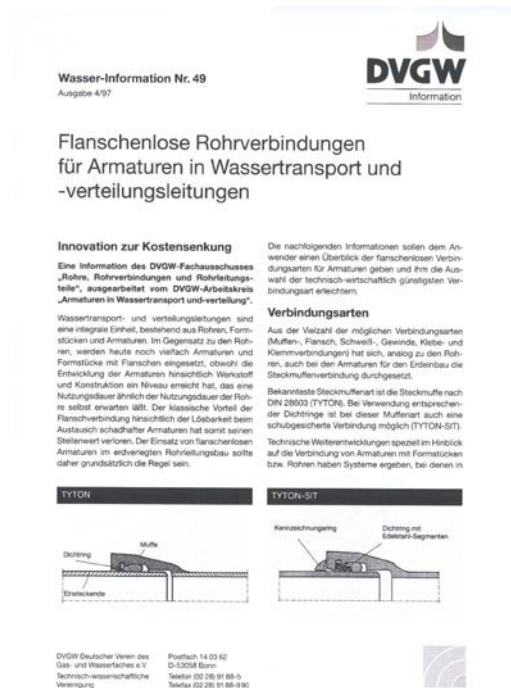 DVGW
Information
Wasser-Information Nr. 49
Ausgabe 4/97
Flanschenlose Rohrverbindungen
für Armaturen in Wassertransport und
-verteilungsleitungen
Innovation zur Kostensenkung
Eine Information des DVGW-Fachausschusses
„Rohre, Rohrverbindungen und Rohrleitungs-
teile“, ausgearbeitet vom DVGW-Arbeitskreis
„Armaturen in Wassertransport und-verteilung“.
Wassertransport- und verteilungsleitungen sind
eine integrale Einheit, bestehend aus Rohren, Form-
stücken und Armaturen. Im Gegensatz zu den Roh-
ren, werden heute noch vielfach Armaturen und
Formstücke mit Flanschen eingesetzt, obwohl die
Entwicklung der Armaturen hinsichtlich Werkstoff
und Konstruktion ein Niveau erreicht hat, das eine
Nutzungsdauer ähnlich der Nutzungsdauer der Roh-
re selbst erwarten läßt. Der klassische Vorteil der
Flanschverbindung hinsichtlich der Lösbarkeit beim
Austausch schadhafter Armaturen hat somit seinen
Stellenwert verloren. Der Einsatz von flanschenlosen
Armaturen im erdverlegten Rohrleitungsbau sollte
daher grundsätzlich die Regel sein.
Die nachfolgenden Informationen sollen dem An-
wender einen Überblick der flanschenlosen Verbin-
dungsarten für Armaturen geben und ihm die Aus-
wahl der technisch-wirtschaftlich günstigsten Ver-
bindungsart erleichtern.
Verbindungsarten
Aus der Vielzahl der möglichen Verbindungsarten
(Muffen-, Flansch, Schweiß-, Gewinde, Klebe- und
Klemmverbindungen) hat sich, analog zu den Roh-
ren, auch bei den Armaturen für den Erdeinbau die
Steckmuffenverbindung durchgesetzt.
Bekannteste Steckmuffenart ist die Steckmuffe nach
DIN 28603 (TYTON). Bei Verwendung entsprechen-
der Dichtringe ist bei dieser Muffenart auch eine
schubgesicherte Verbindung möglich (TYTON-SIT).
Technische Weiterentwicklungen speziell im Hinblick
auf die Verbindung von Armaturen mit Formstücken
bzw. Rohren haben Systeme ergeben, bei denen in
TYTON
Muffe
Dichtring
Einsteckende
TYTON-SIT
Kennzeichnungsring
Dichtring mit
Edelstahl-Segmenten
DVGW Deutscher Verein des
Gas- und Wasserfaches e.V.
Technisch-wissenschaftliche
Vereinigung
Postfach 14 03 62
D-53058 Bonn
Telefon (02 28) 91 88-5
Telefax (02 28) 91 88-9 90